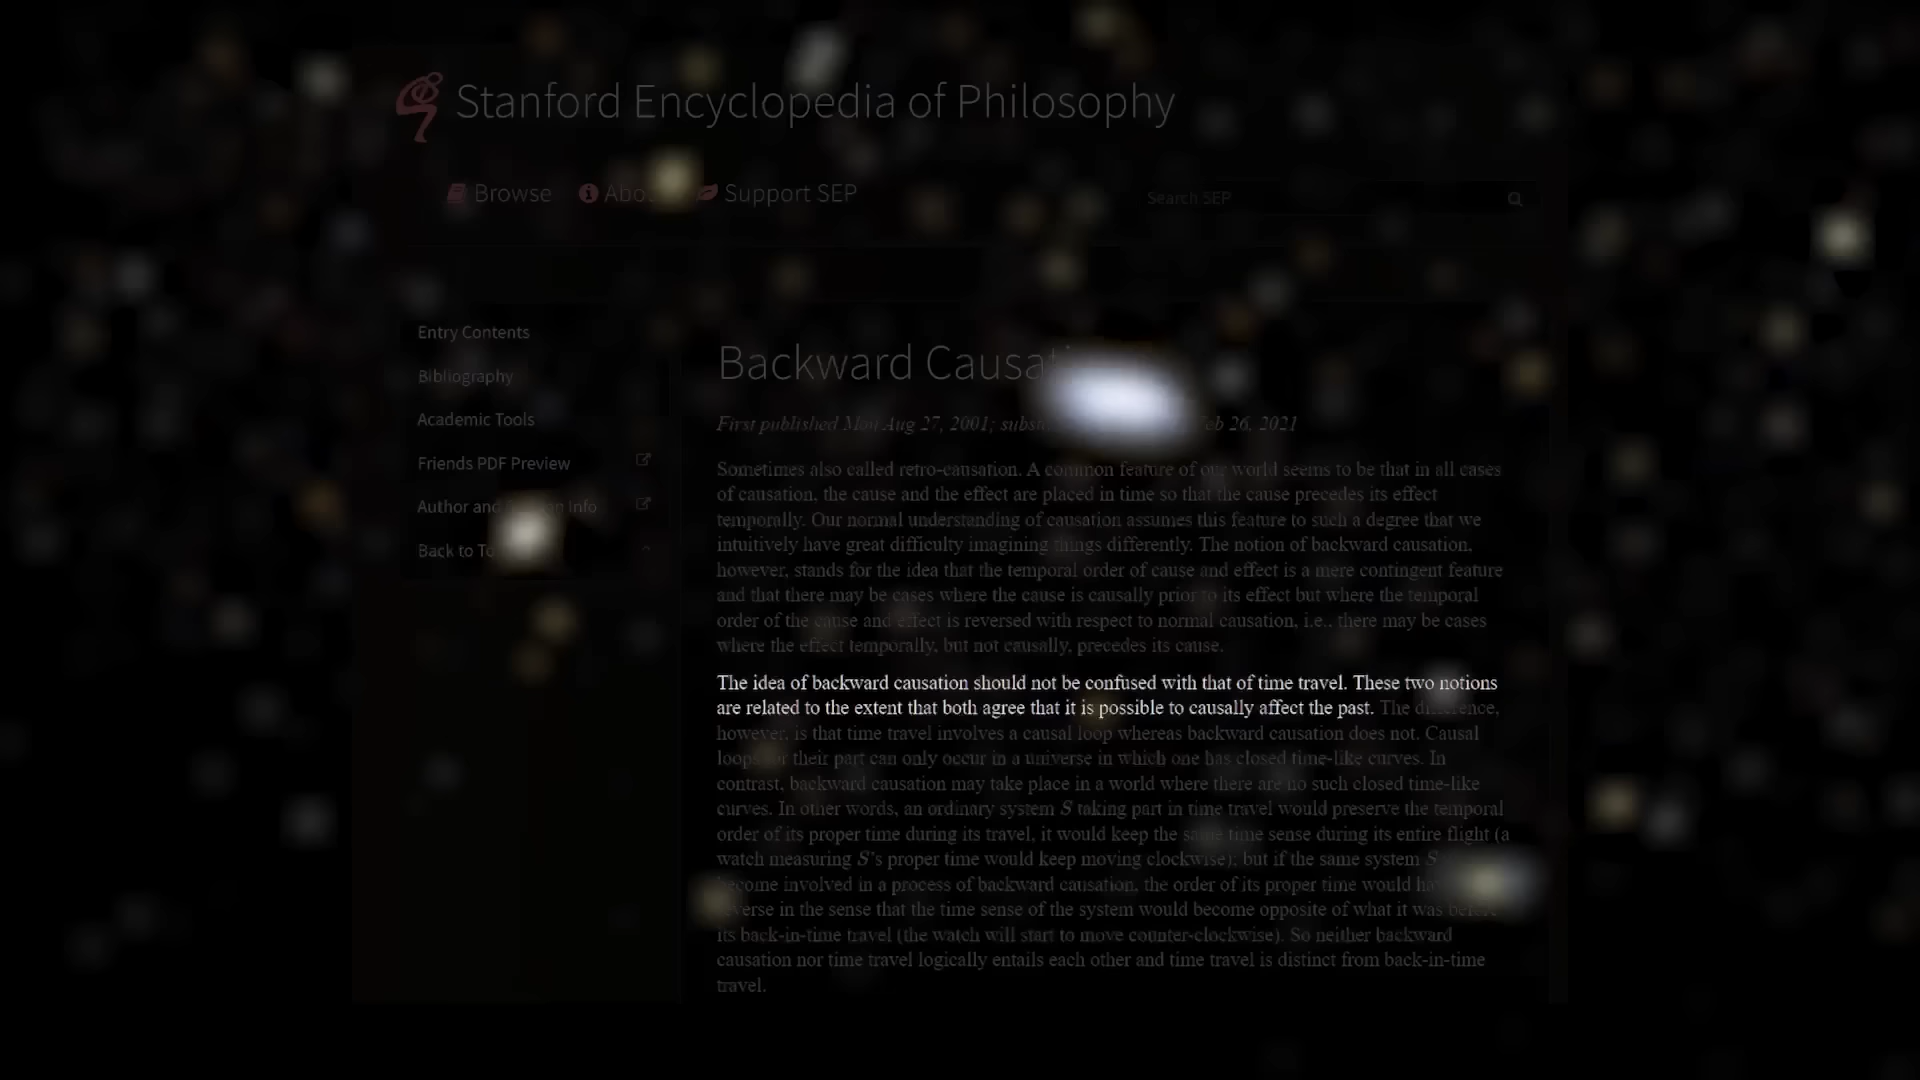 Stanford Encyclopedia of Philosophy
Browse
Support SEP
Search SEP
Entry Contents
Bibliography
Academic Tools
Friends PDF Preview
Author and Info
Back to
Backward
First published Mon Aug 27, 2001; 26, 2021
Sometimes also called retro-causation. A common feature of our world seems to be that in all cases
of causation, the cause and the effect are placed in time so that the cause precedes its effect
temporally. Our normal understanding of causation assumes this feature to such a degree that we
intuitively have great difficulty imagining things differently. The notion of backward causation,
however, stands for the idea that the temporal order of cause and effect is a mere contingent feature
and that there may be cases where the cause is causally prior to its effect but where the temporal
order of the cause and effect is reversed with respect to normal causation, i.e., there may be cases
where the effect temporally, but not causally, precedes its cause.
The idea of backward causation should not be confused with that of time travel. These two notions
are related to the extent that both agree that it is possible to causally affect the past. The difference,
however, is that time travel involves a causal loop whereas backward causation does not. Causal
loops for their part can only occur in a universe in which one has closed time-like curves. In
contrast, backward causation may take place in a world where there are no such closed time-like
curves. In other words, an ordinary system S taking part in time travel would preserve the temporal
order of its proper time during its travel, it would keep the same time sense during its entire flight (a
watch measuring S's proper time would keep moving clockwise); but if the same system S
become involved in a process of backward causation, the order of its proper time would
reverse in the sense that the time sense of the system would become opposite of what it was before
its back-in-time travel (the watch will start to move counter-clockwise). So neither backward
causation nor time travel logically entails each other and time travel is distinct from back-in-time
travel.